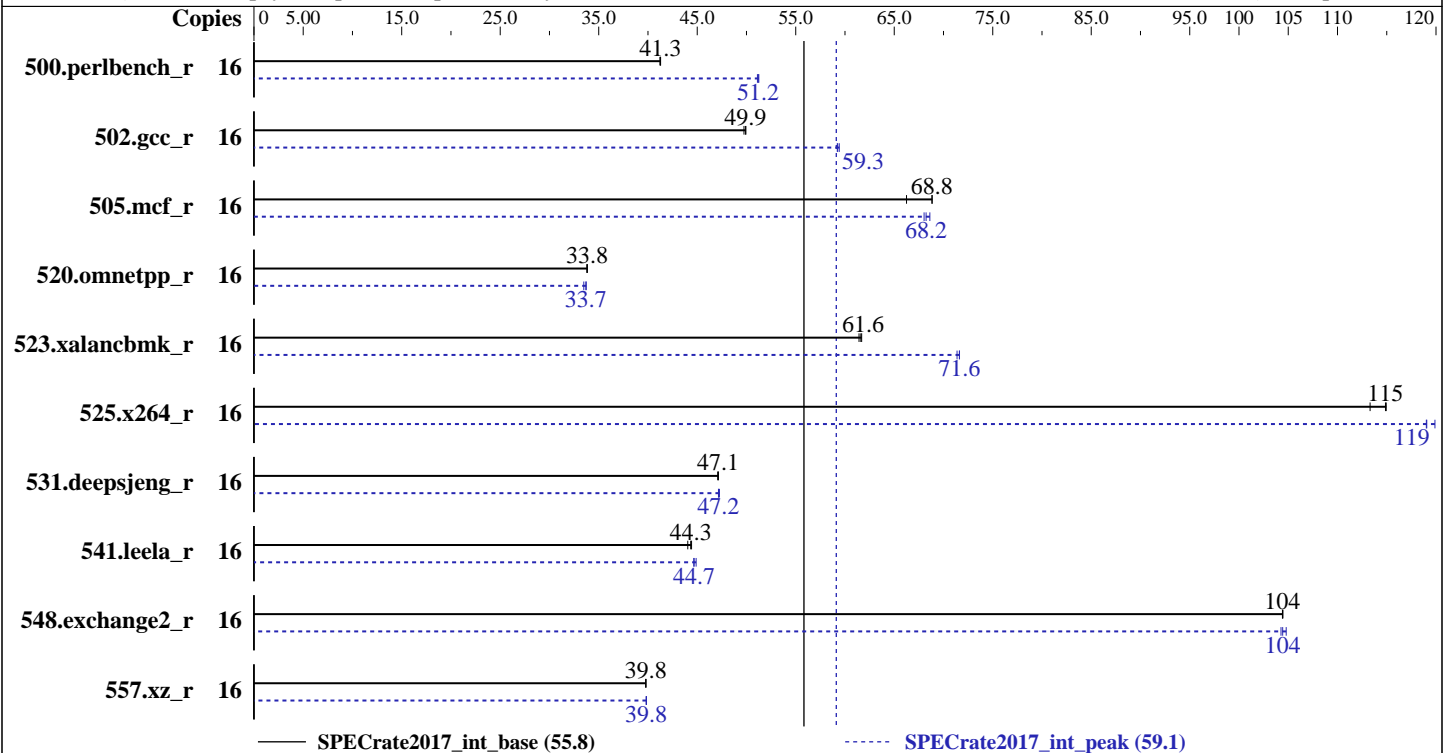 Copies 0 5.00 15.0 25.0 35.0 45.0 55.0 65.0 75.0 85.0 95.0 100 105 110 120
41.3
500.perlbench_r 16
51.2
49.9
502.gcc_r 16
59.3
68.8
505.mcf_r 16
68.2
33.8
520.omnetpp_r 16
33.7
61.6
523.xalancbmk_r 16
71.6
115
525.x264_r 16
119
47.1
531.deepsjeng_r 16
47.2
44.3
541.leela_r 16
44.7
104
548.exchange2_r 16
104
39.8
557.xz_r 16
39.8
SPECrate2017_int_base (55.8) SPECrate2017_int_peak (59.1)